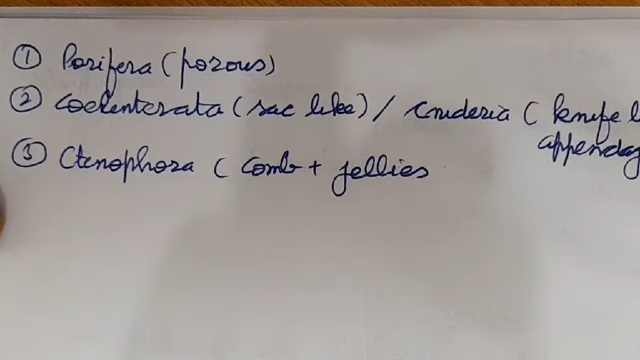 ① Porifera (porous)
② Coelenterata (sac like) / Cnideria ( knife l
appendag
③ Ctenophora ( comb + jellies